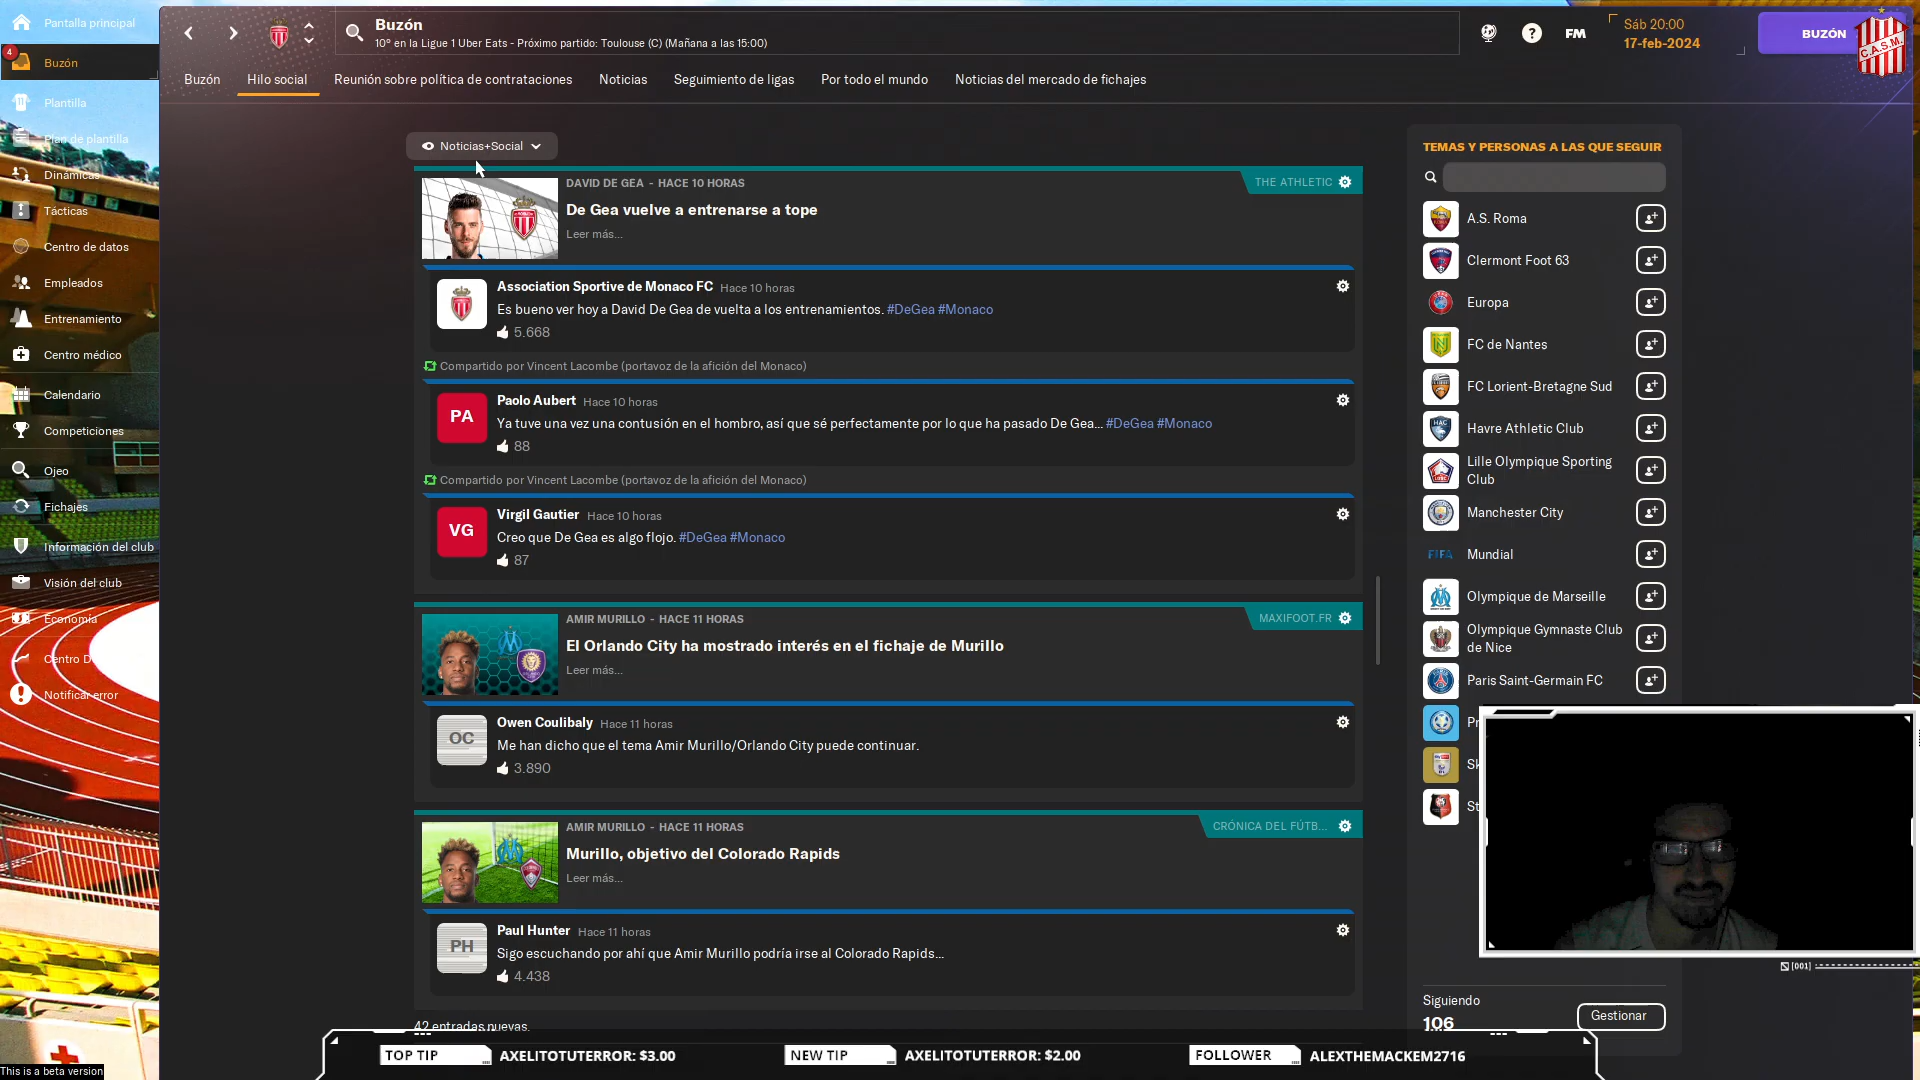 Pantalla principal
4
Buzón
Plantilla
Plan de plantilla
Dinámicas
Tácticas
Centro de datos
Empleados
Entrenamiento
Centro médico
Calendario
Competiciones
Ojeo
Fichajes
Información del club
Visión del club
Economía
Centro D
Notificar error
This is a beta version
Buzón
10º en la Ligue 1 Uber Eats - Próximo partido: Toulouse (C) (Mañana a las 15:00)
FM
Sáb 20:00
17-feb-2024
BUZÓN
C.A.S.M.
Buzón
Hilo social
Reunión sobre política de contrataciones
Noticias
Seguimiento de ligas
Por todo el mundo
Noticias del mercado de fichajes
Noticias+Social
DAVID DE GEA - HACE 10 HORAS
THE ATHLETIC
De Gea vuelve a entrenarse a tope
Leer más...
Association Sportive de Monaco FC Hace 10 horas
Es bueno ver hoy a David De Gea de vuelta a los entrenamientos. #DeGea #Monaco
5.668
Compartido por Vincent Lacombe (portavoz de la afición del Monaco)
PA
Paolo Aubert Hace 10 horas
Ya tuve una vez una contusión en el hombro, así que sé perfectamente por lo que ha pasado De Gea... #DeGea #Monaco
88
Compartido por Vincent Lacombe (portavoz de la afición del Monaco)
VG
Virgil Gautier Hace 10 horas
Creo que De Gea es algo flojo. #DeGea #Monaco
87
AMIR MURILLO - HACE 11 HORAS
MAXIFOOT.FR
El Orlando City ha mostrado interés en el fichaje de Murillo
Leer más...
OC
Owen Coulibaly Hace 11 horas
Me han dicho que el tema Amir Murillo/Orlando City puede continuar.
3.890
AMIR MURILLO - HACE 11 HORAS
CRÓNICA DEL FÚTB...
Murillo, objetivo del Colorado Rapids
Leer más...
PH
Paul Hunter Hace 11 horas
Sigo escuchando por ahí que Amir Murillo podría irse al Colorado Rapids...
4.438
42 entradas nuevas.
TEMAS Y PERSONAS A LAS QUE SEGUIR
A.S. Roma
Clermont Foot 63
Europa
FC de Nantes
FC Lorient-Bretagne Sud
Havre Athletic Club
Lille Olympique Sporting
Club
Manchester City
FIFA
Mundial
Olympique de Marseille
Olympique Gymnaste Club
de Nice
Paris Saint-Germain FC
Pr
Sk
St
[001]
Siguiendo
106
Gestionar
TOP TIP
AXELITOTUTERROR: $3.00
NEW TIP
AXELITOTUTERROR: $2.00
FOLLOWER
ALEXTHEMACKEM2716